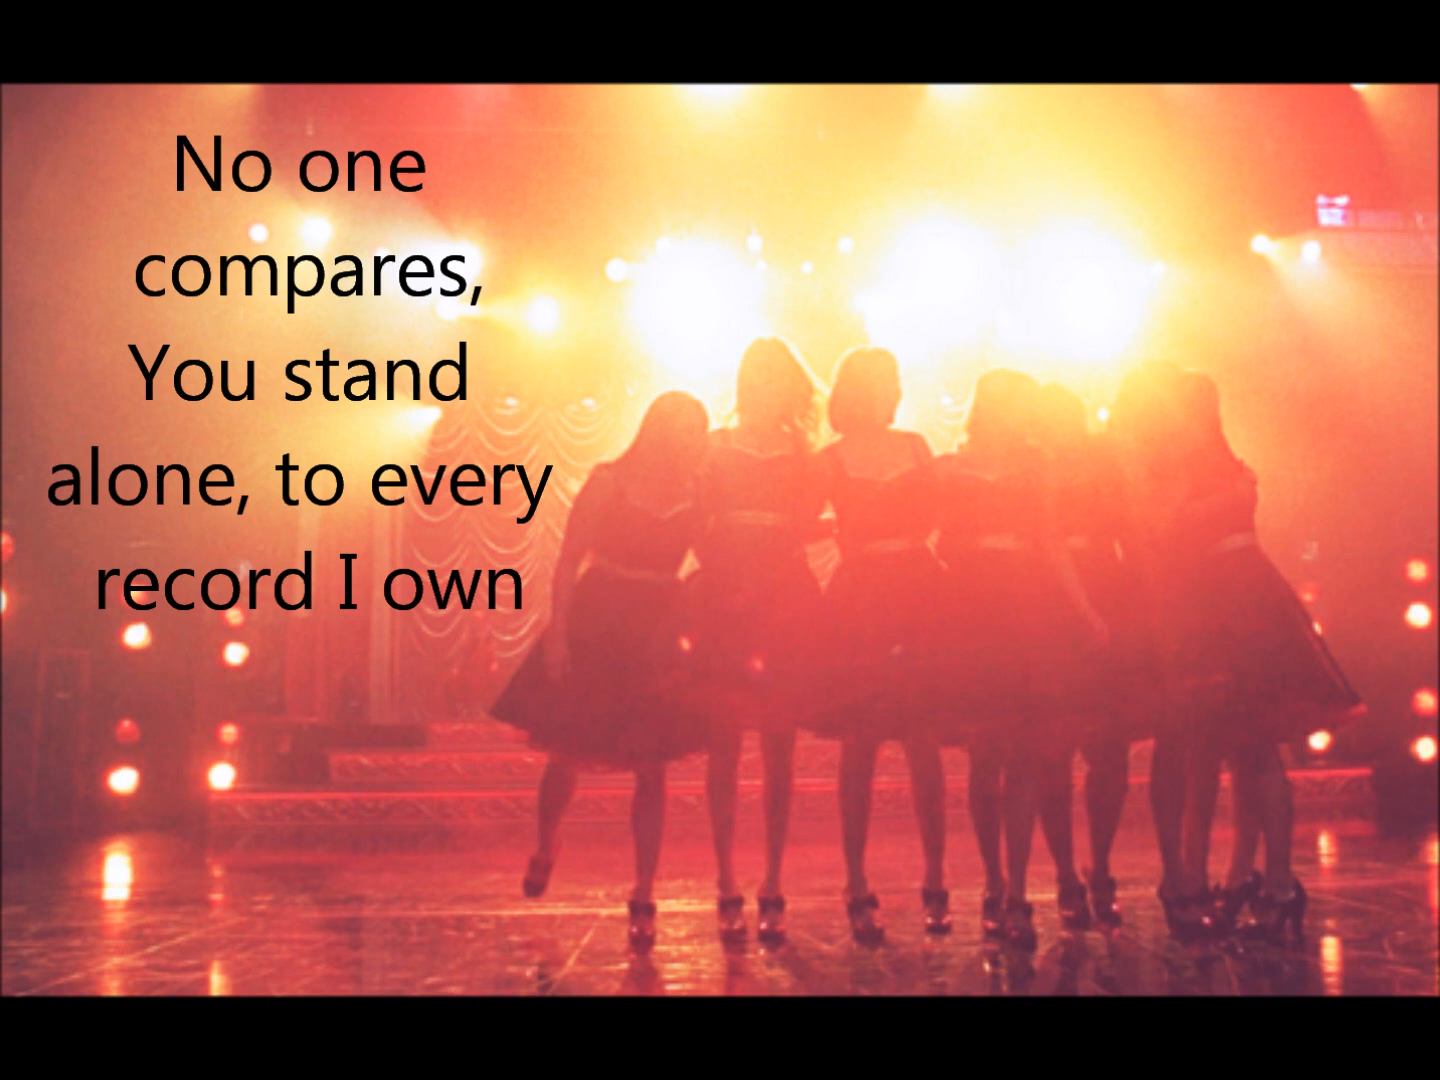 No one
compares,
You stand
alone, to every
record I own